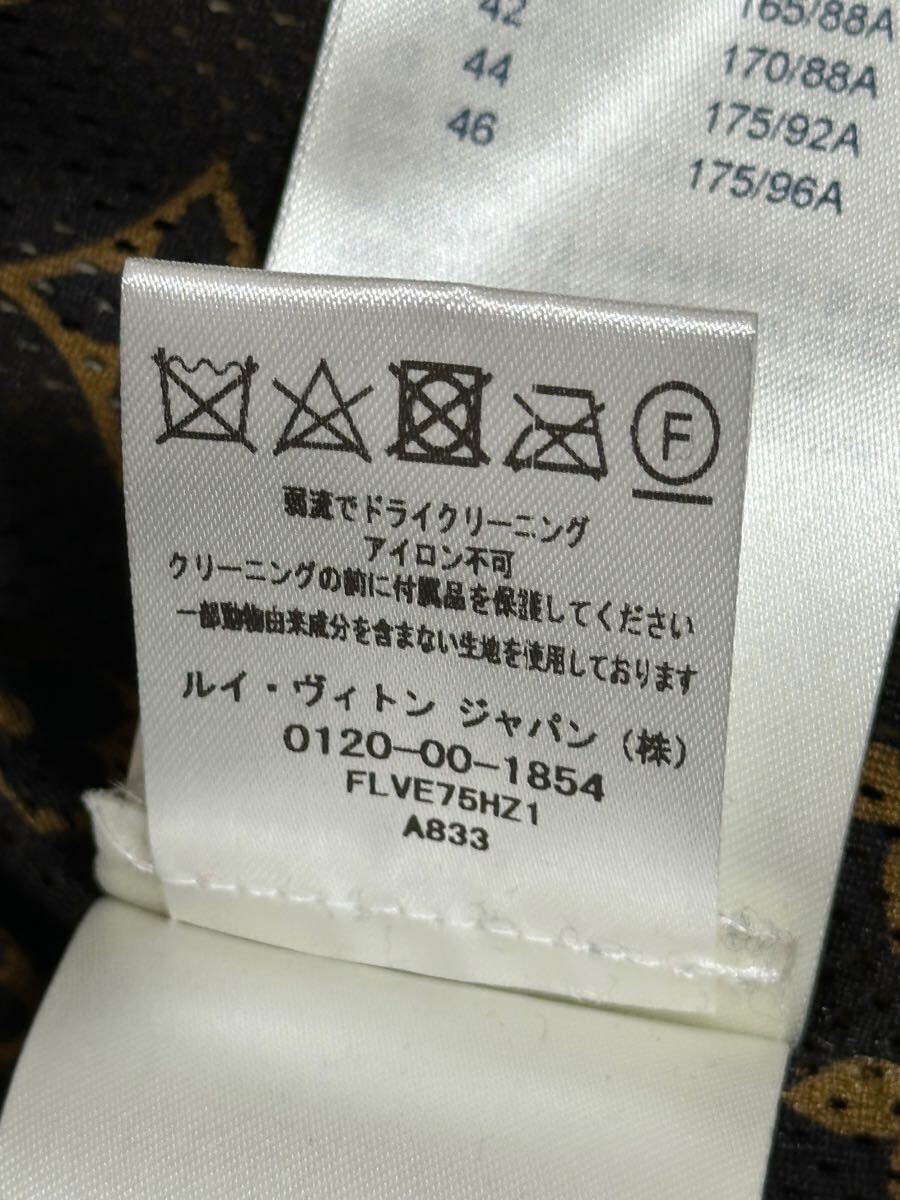 42 165/88A
44 170/88A
46 175/92A
175/96A
F
弱流でドライクリーニング
アイロン不可
クリーニングの前に付属品を保護してください
一部動物由来成分を含まない生地を使用しております
ルイ・ヴィトン ジャパン (株)
0120-00-1854
FLVE75HZ1
A833